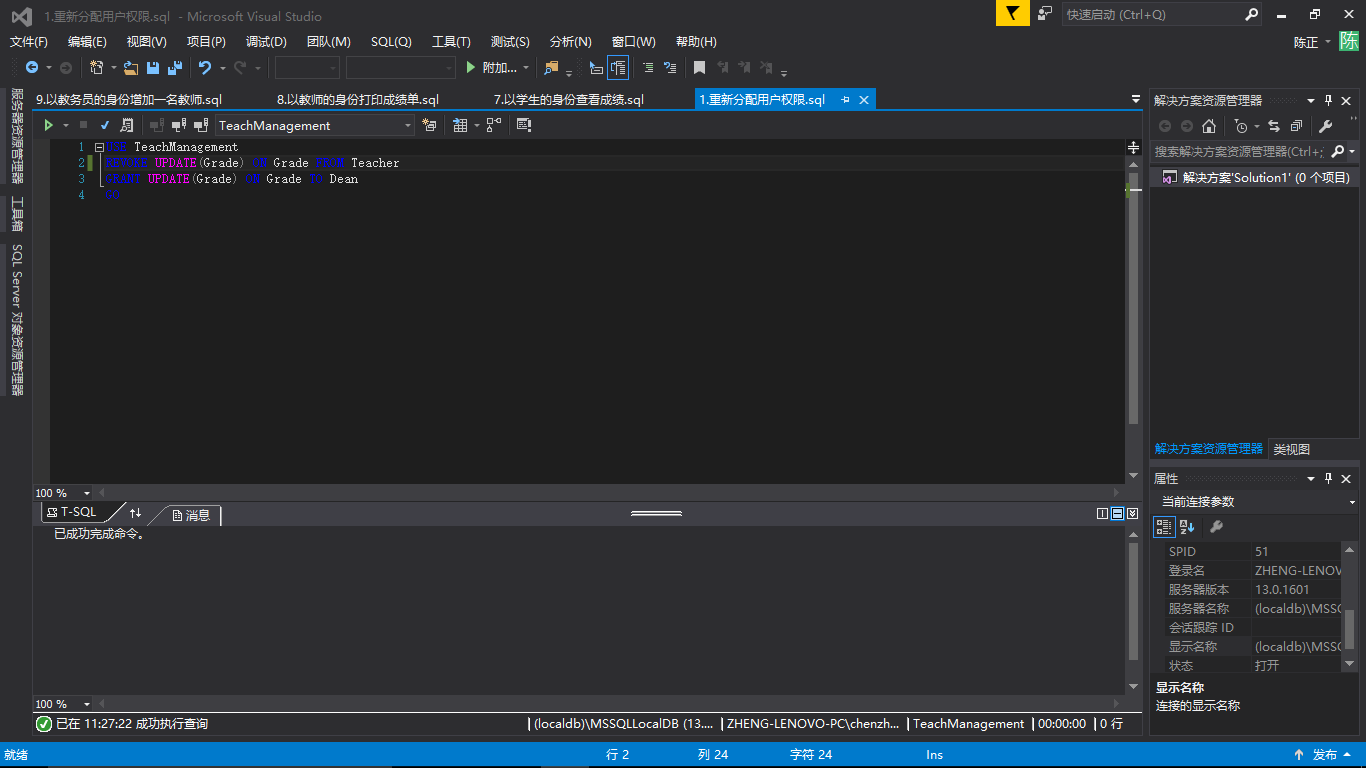 1.重新分配用户权限.sql - Microsoft Visual Studio
快速启动 (Ctrl+Q)
文件(F) 编辑(E) 视图(V) 项目(P) 调试(D) 团队(M) SQL(Q) 工具(T) 测试(S) 分析(N) 窗口(W) 帮助(H)
陈正 陈
附加...
服务器资源管理器
工具箱
SQL Server 对象资源管理器
9.以教务员的身份增加一名教师.sql 8.以教师的身份打印成绩单.sql 7.以学生的身份查看成绩.sql 1.重新分配用户权限.sql
TeachManagement
1 USE TeachManagement
2 UPDATE(Grade) Grade FROM Teacher
3 GRANT UPDATE(Grade) ON Grade TO Dean
4 GO
100 %
T-SQL 消息
已成功完成命令。
100 %
已在 11:27:22 成功执行查询 (localdb)\MSSQLLocalDB (13.... ZHENG-LENOVO-PC\chenzh... TeachManagement 00:00:00 0 行
解决方案资源管理器
搜索解决方案资源管理器(Ctrl+;
解决方案'Solution1' (0 个项目)
解决方案资源管理器 类视图
属性
当前连接参数
SPID 51
登录名 ZHENG-LENOV
服务器版本 13.0.1601
服务器名称 (localdb)\MSSC
会话跟踪 ID
显示名称 (localdb)\MSSC
状态 打开
显示名称
连接的显示名称
就绪 行 2 列 24 字符 24 Ins 发布